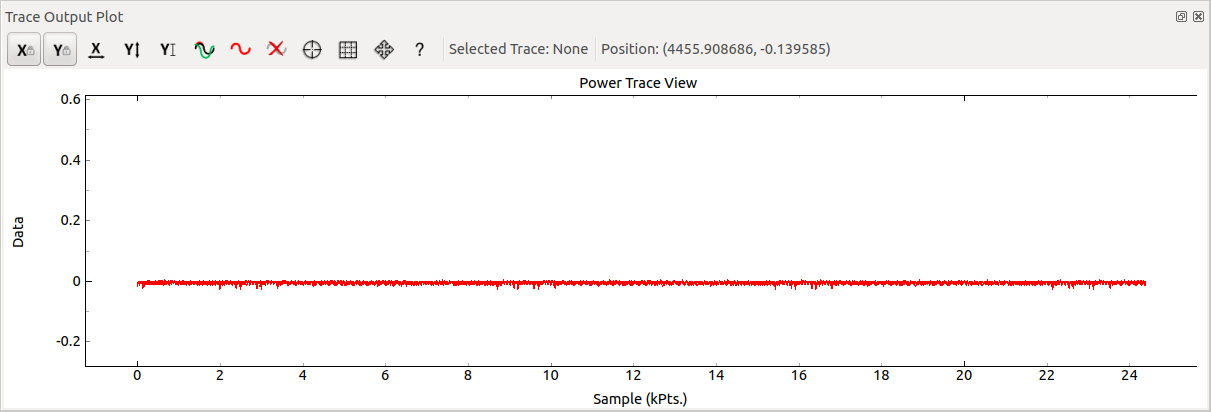 Trace Output Plot
X Y X Y Y ? Selected Trace: None Position: (4455.908686, -0.139585)
Power Trace View
0.6
0.4
0.2
0
-0.2
Data
0 2 4 6 8 10 12 14 16 18 20 22 24
Sample (kPts.)